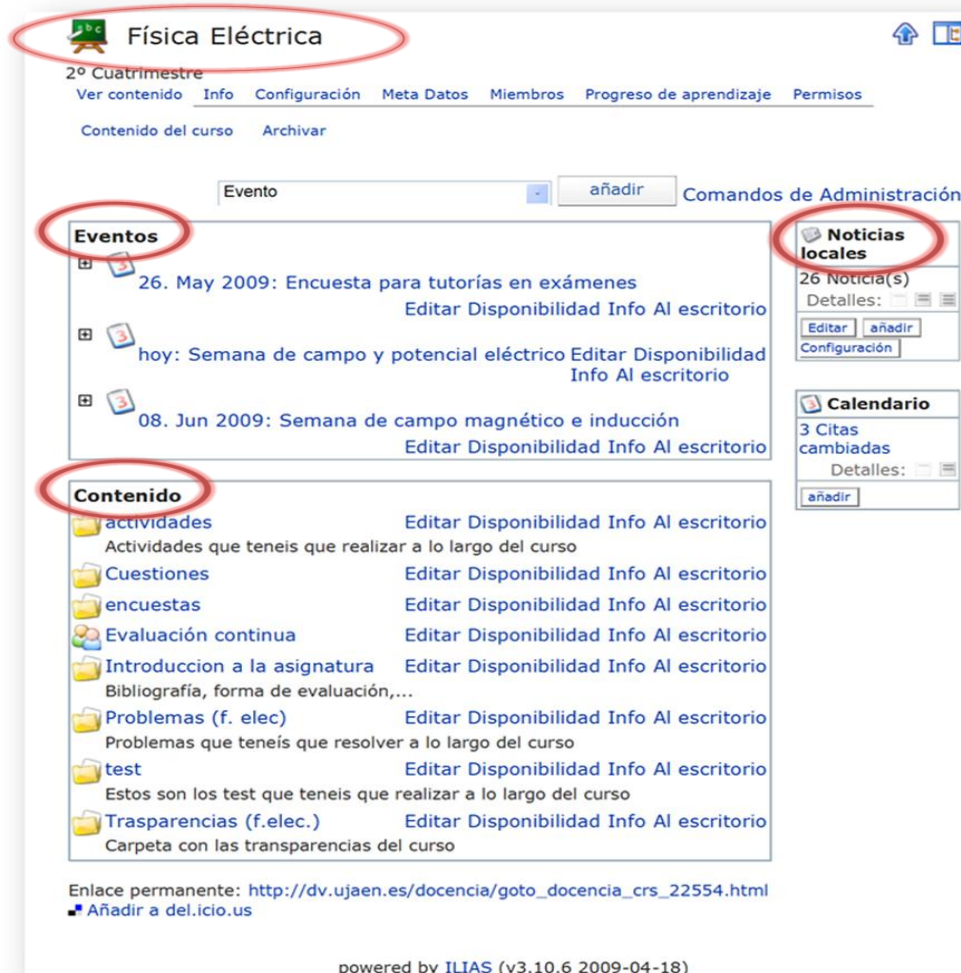 Física Eléctrica
2º Cuatrimestre
Ver contenido Info Configuración Meta Datos Miembros Progreso de aprendizaje Permisos
Contenido del curso Archivar
Evento añadir Comandos de Administración
Eventos
26. May 2009: Encuesta para tutorías en exámenes
Editar Disponibilidad Info Al escritorio
hoy: Semana de campo y potencial eléctrico Editar Disponibilidad
Info Al escritorio
08. Jun 2009: Semana de campo magnético e inducción
Editar Disponibilidad Info Al escritorio
Contenido
actividades Editar Disponibilidad Info Al escritorio
Actividades que teneis que realizar a lo largo del curso
Cuestiones Editar Disponibilidad Info Al escritorio
encuestas Editar Disponibilidad Info Al escritorio
Evaluación continua Editar Disponibilidad Info Al escritorio
Introduccion a la asignatura Editar Disponibilidad Info Al escritorio
Bibliografía, forma de evaluación,...
Problemas (f. elec) Editar Disponibilidad Info Al escritorio
Problemas que teneís que resolver a lo largo del curso
test Editar Disponibilidad Info Al escritorio
Estos son los test que teneis que realizar a lo largo del curso
Trasparencias (f.elec.) Editar Disponibilidad Info Al escritorio
Carpeta con las transparencias del curso
Noticias
locales
26 Noticia(s)
Detalles:
Editar añadir
Configuración
Calendario
3 Citas
cambiadas
Detalles:
añadir
Enlace permanente: http://dv.ujaen.es/docencia/goto_docencia_crs_22554.html
Añadir a del.icio.us
powered by ILIAS (v3.10.6 2009-04-18)